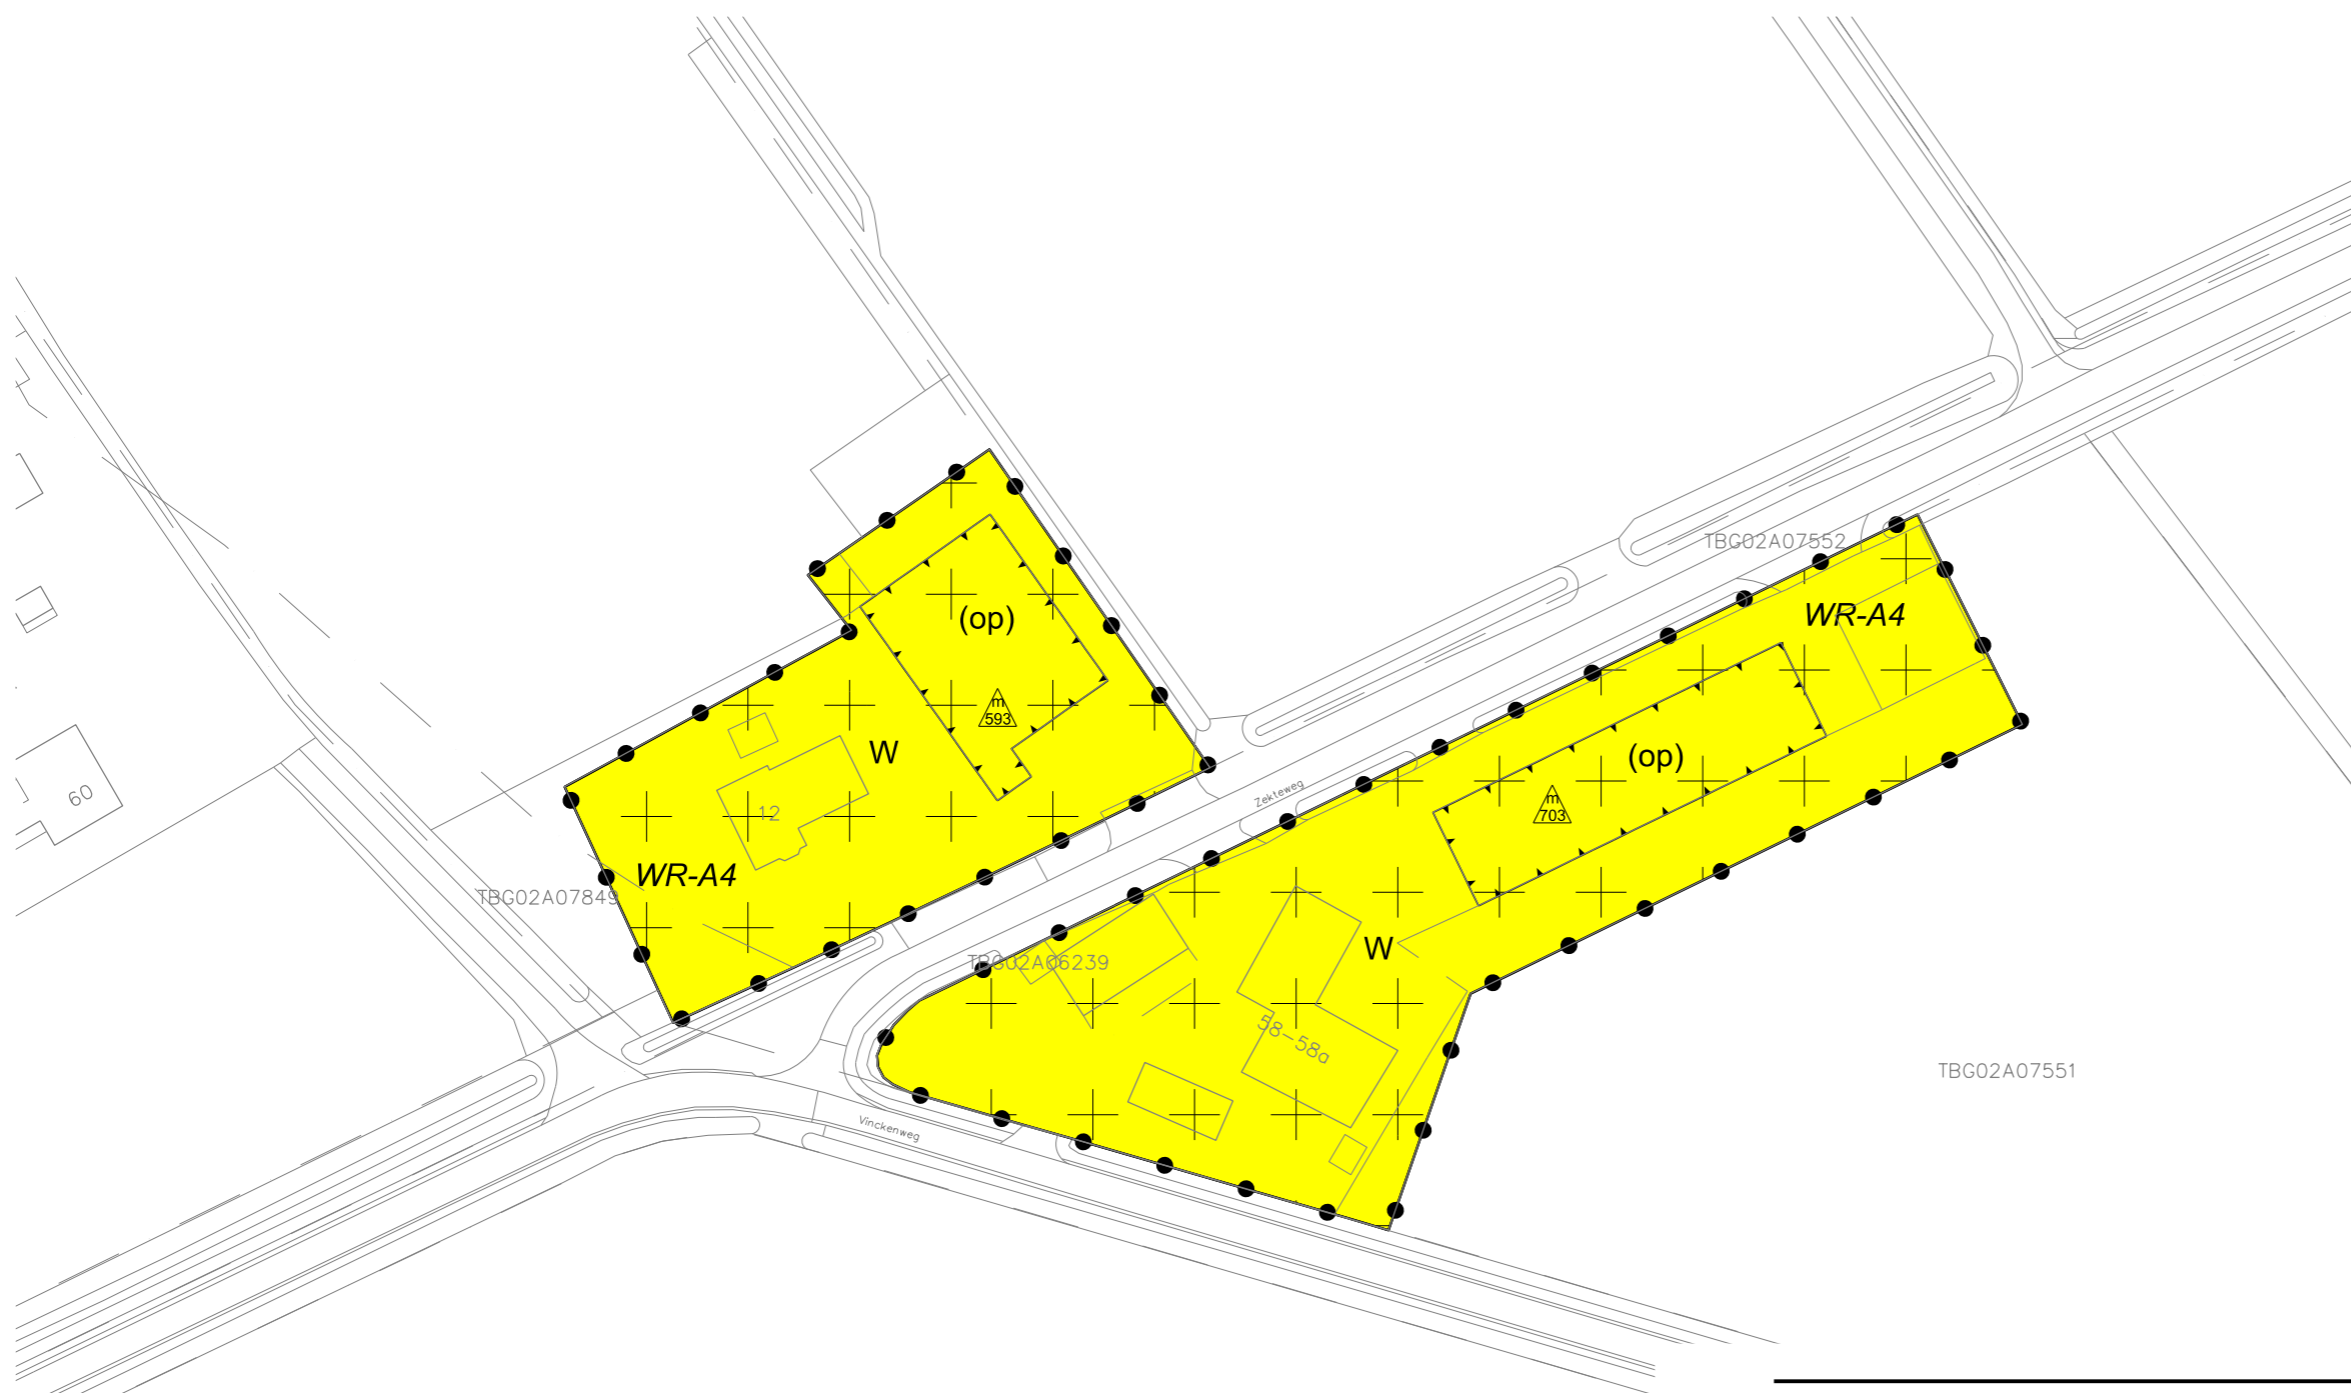 TBG02A07552
(op)
WR-A4
m
593
W
(op)
60
Zekteweg
m
703
12
WR-A4
TBG02A07849
W
TBG02A06239
58-58a
TBG02A07551
Vinckenweg